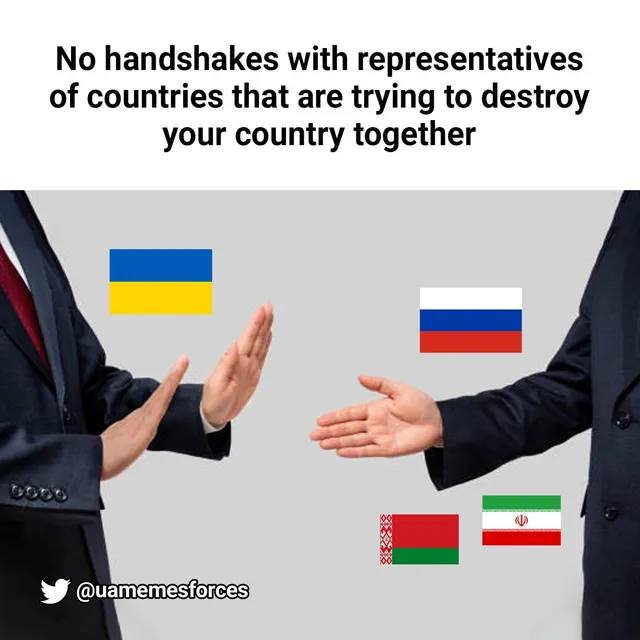 No handshakes with representatives
of countries that are trying to destroy
your country together
@uamemesforces